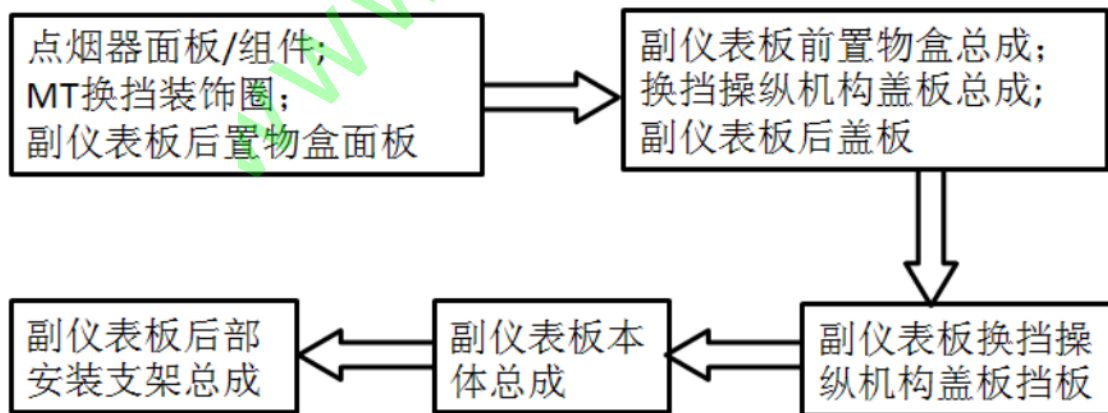 点烟器面板/组件;
MT换挡装饰圈；
副仪表板后置物盒面板
副仪表板前置物盒总成；
换挡操纵机构盖板总成;
副仪表板后盖板
副仪表板后部
安装支架总成
副仪表板本
体总成
副仪表板换挡操
纵机构盖板挡板